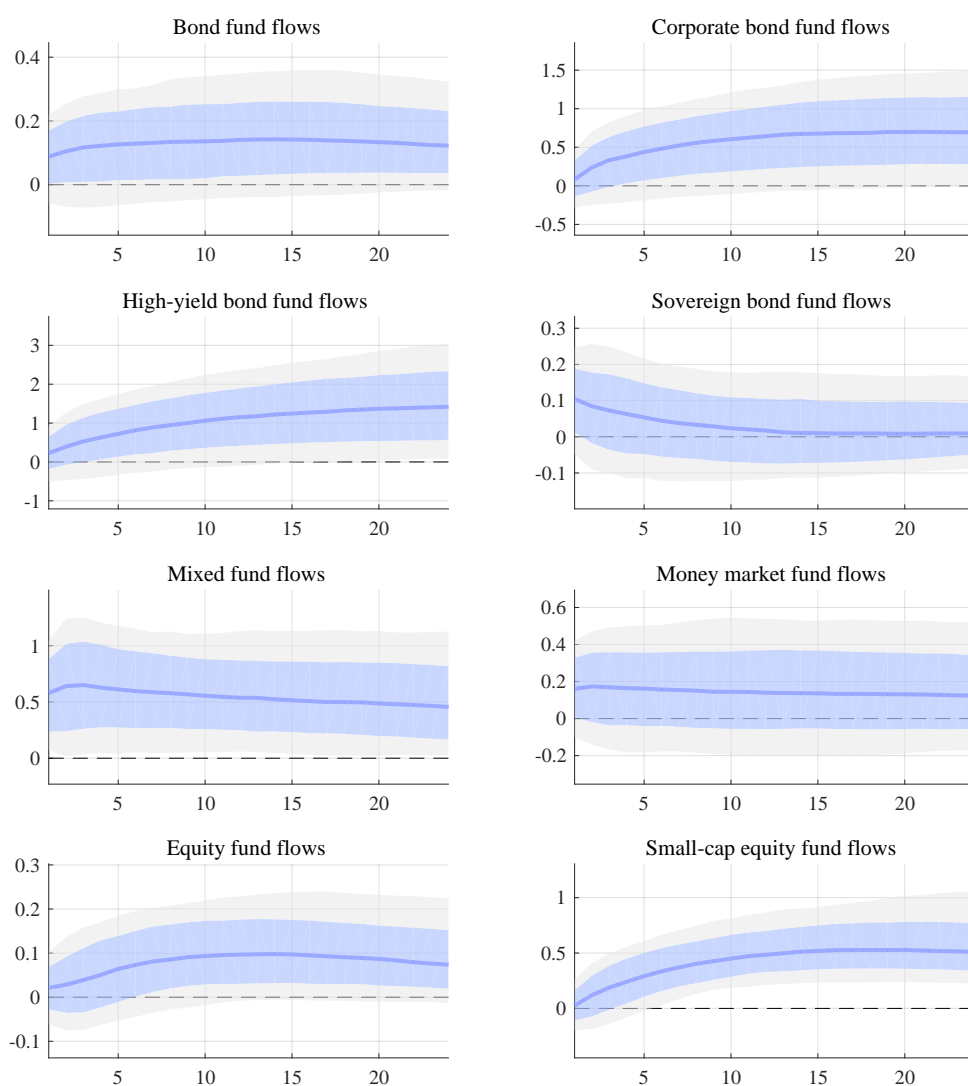 Bond fund flows
0.4
0.2
0
5 10 15 20
Corporate bond fund flows
1.5
1
0.5
0
-0.5
5 10 15 20
High-yield bond fund flows
3
2
1
0
-1
5 10 15 20
Sovereign bond fund flows
0.3
0.2
0.1
0
-0.1
5 10 15 20
Mixed fund flows
1
0.5
0
5 10 15 20
Money market fund flows
0.6
0.4
0.2
0
-0.2
5 10 15 20
Equity fund flows
0.3
0.2
0.1
0
-0.1
5 10 15 20
Small-cap equity fund flows
1
0.5
0
5 10 15 20